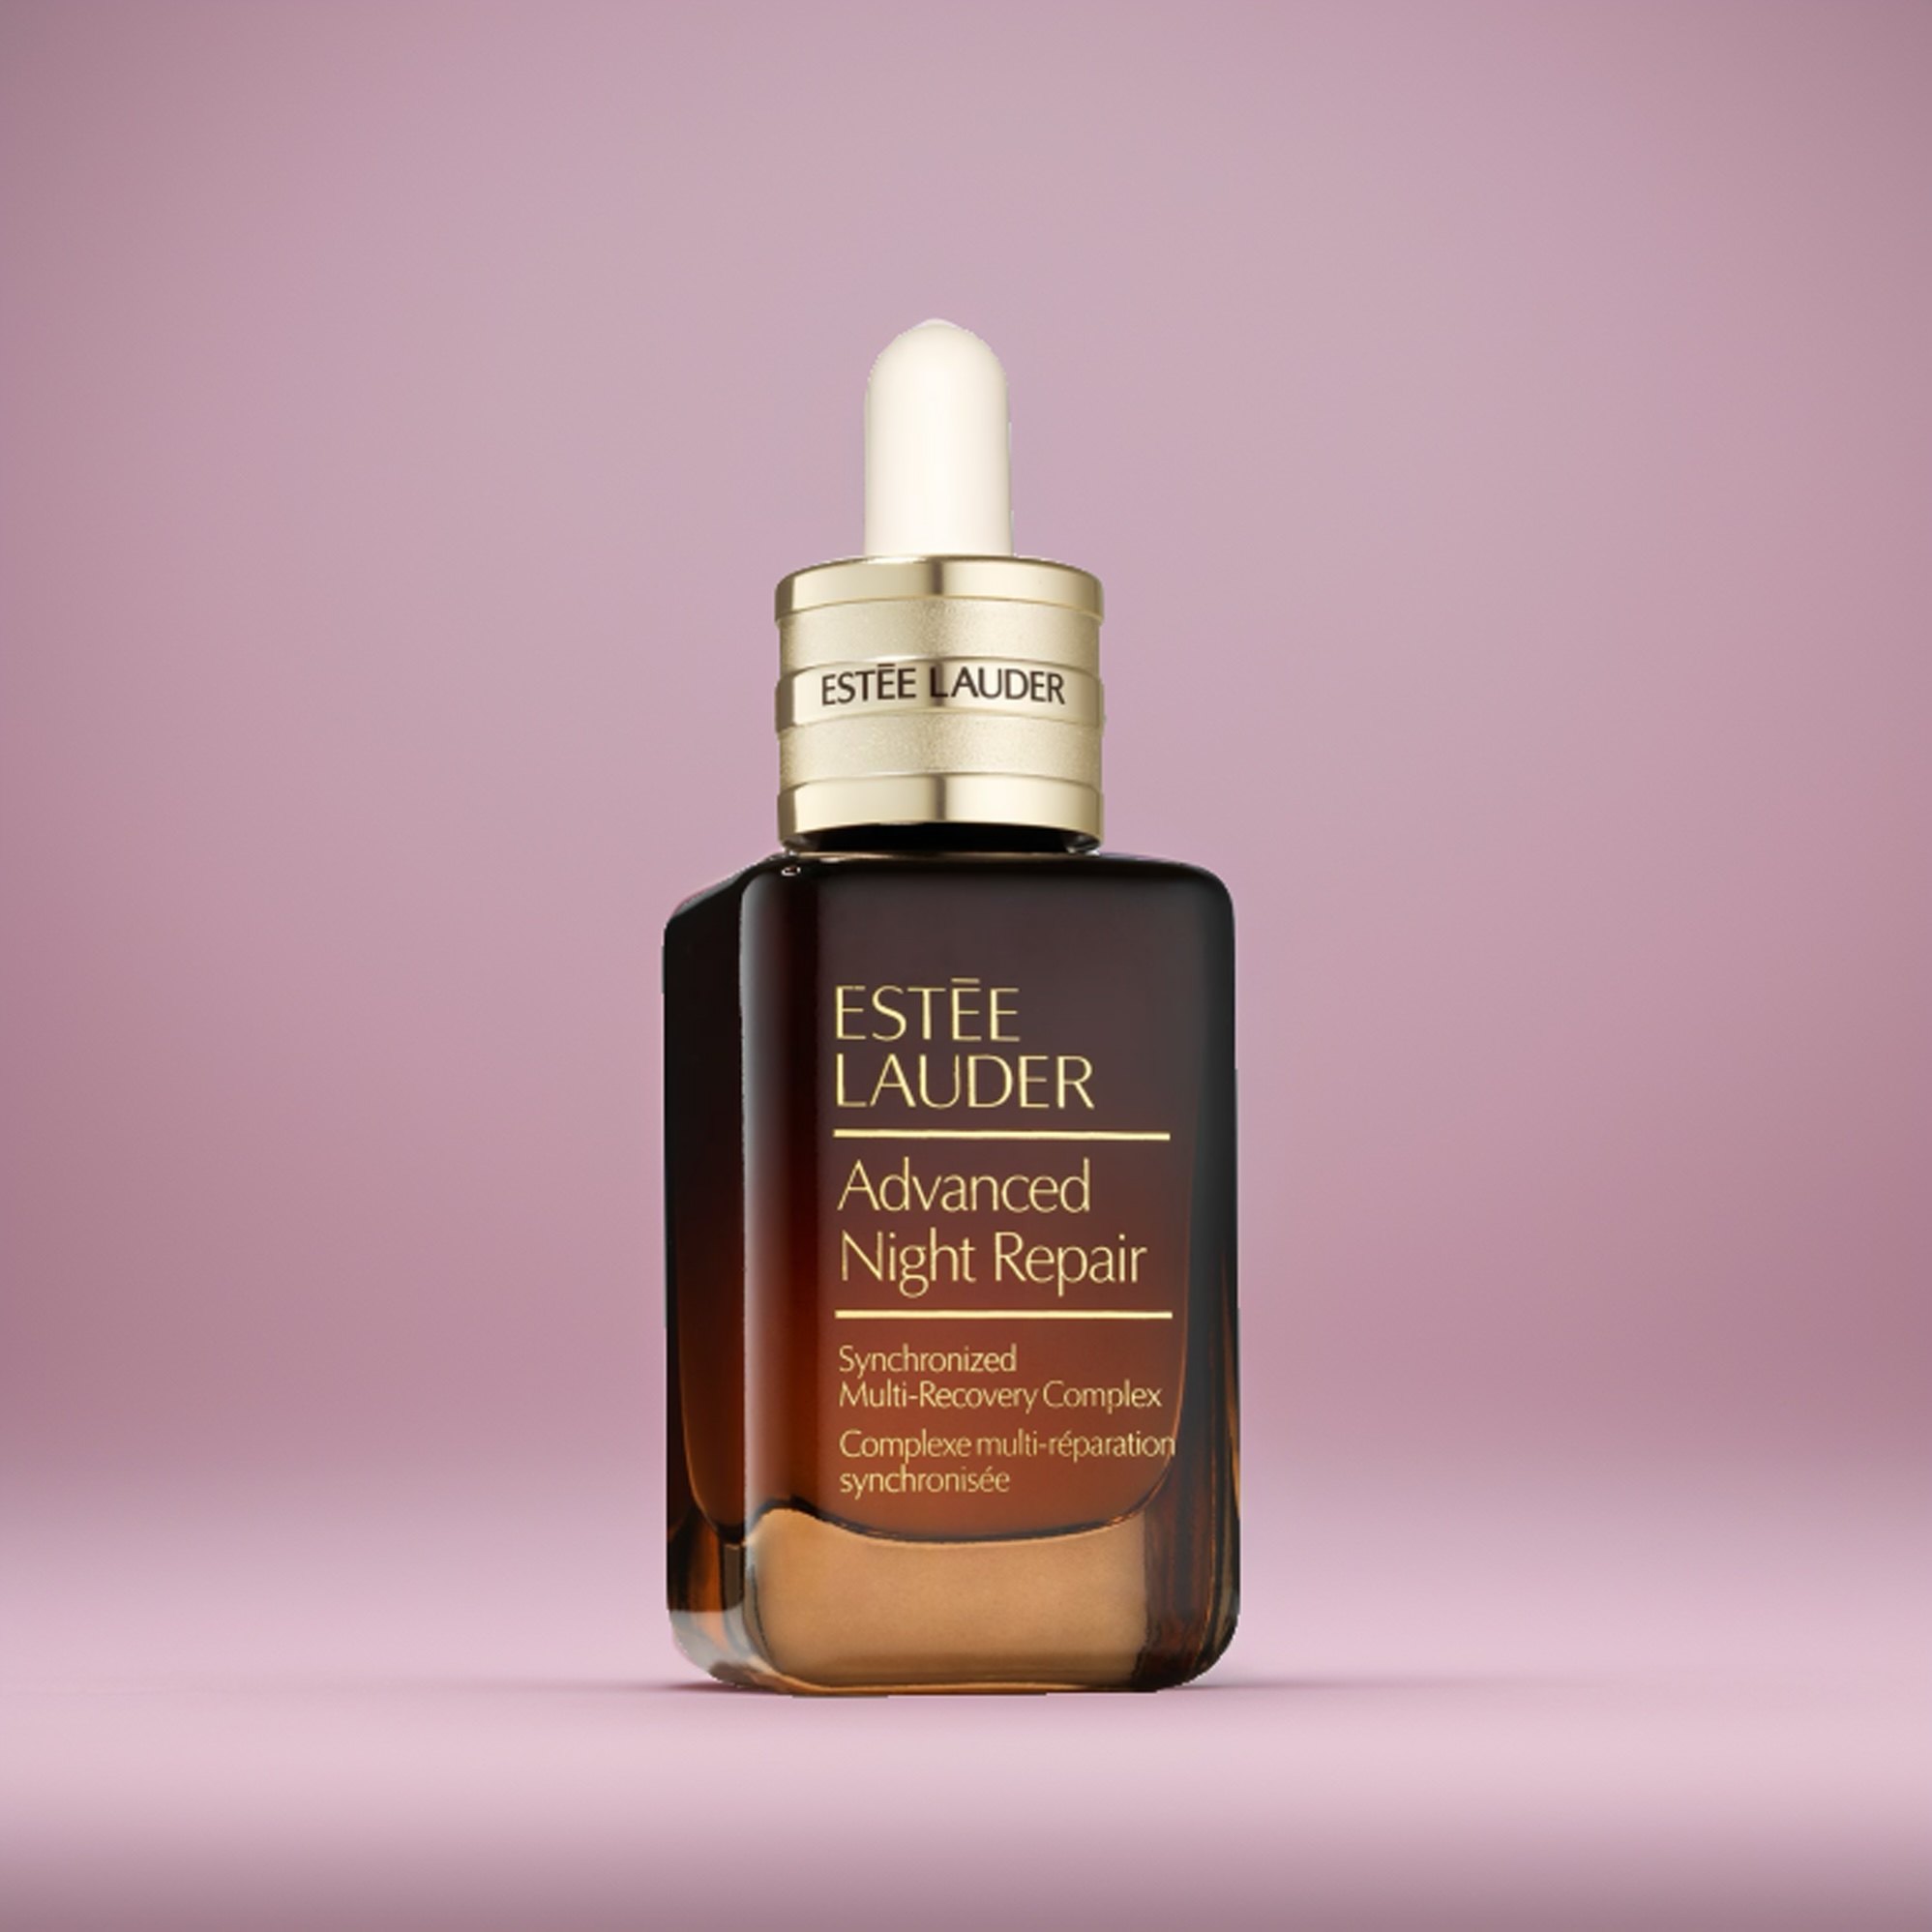 ESTĒE LAUDER
ESTĒE
LAUDER
Advanced
Night Repair
Synchronized
Multi-Recovery Complex
Complexe multi-réparation
synchronisée